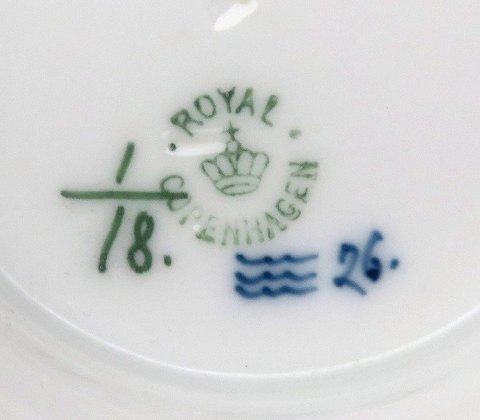 ROYAL
COPENHAGEN
1
18.
26.